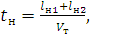 tн = (lн1+lн2)/Vт,